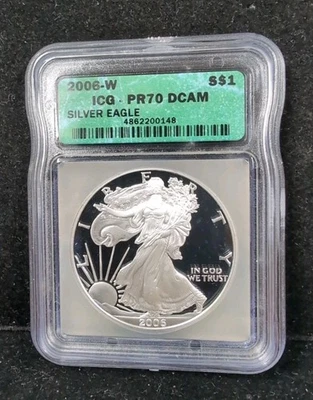 2006-W S$1
ICG - PR70 DCAM
SILVER EAGLE
4862200148
LIBERTY
IN GOD
WE TRUST
2006